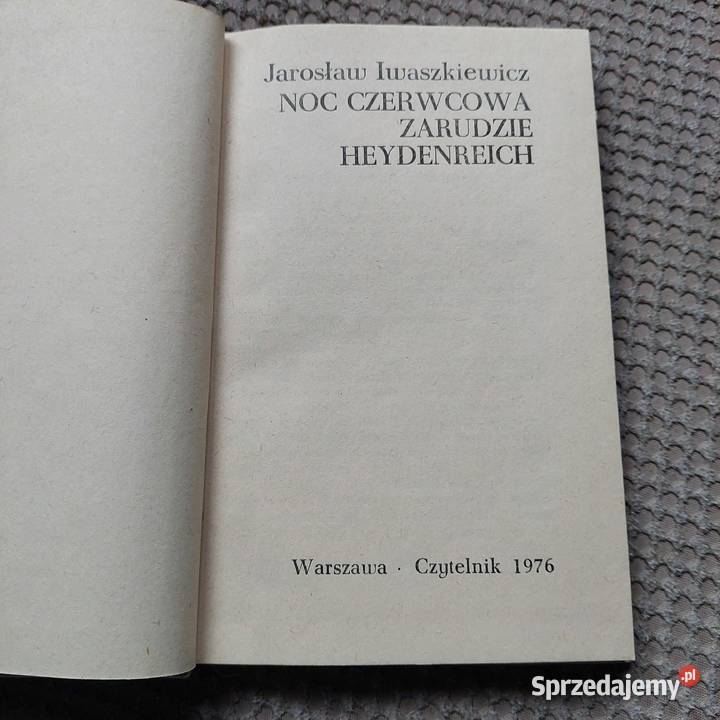 Jarosław Iwaszkiewicz
NOC CZERWCOWA
ZARUDZIE
HEYDENREICH
Warszawa · Czytelnik 1976
Sprzedajemy.pl